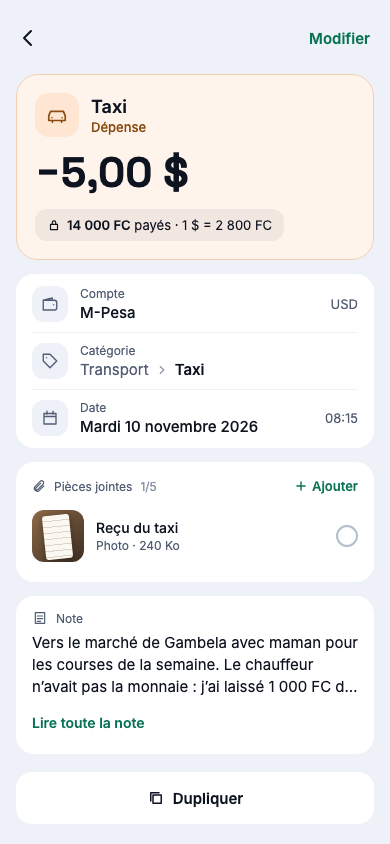 Modifier
Taxi
Dépense
−5,00 $
14 000 FC payés · 1 $ = 2 800 FC
Compte
M-Pesa
USD
Catégorie
Transport > Taxi
Date
Mardi 10 novembre 2026
08:15
Pièces jointes 1/5
+ Ajouter
Reçu du taxi
Photo · 240 Ko
Note
Vers le marché de Gambela avec maman pour
les courses de la semaine. Le chauffeur
n’avait pas la monnaie : j’ai laissé 1 000 FC d…
Lire toute la note
Dupliquer